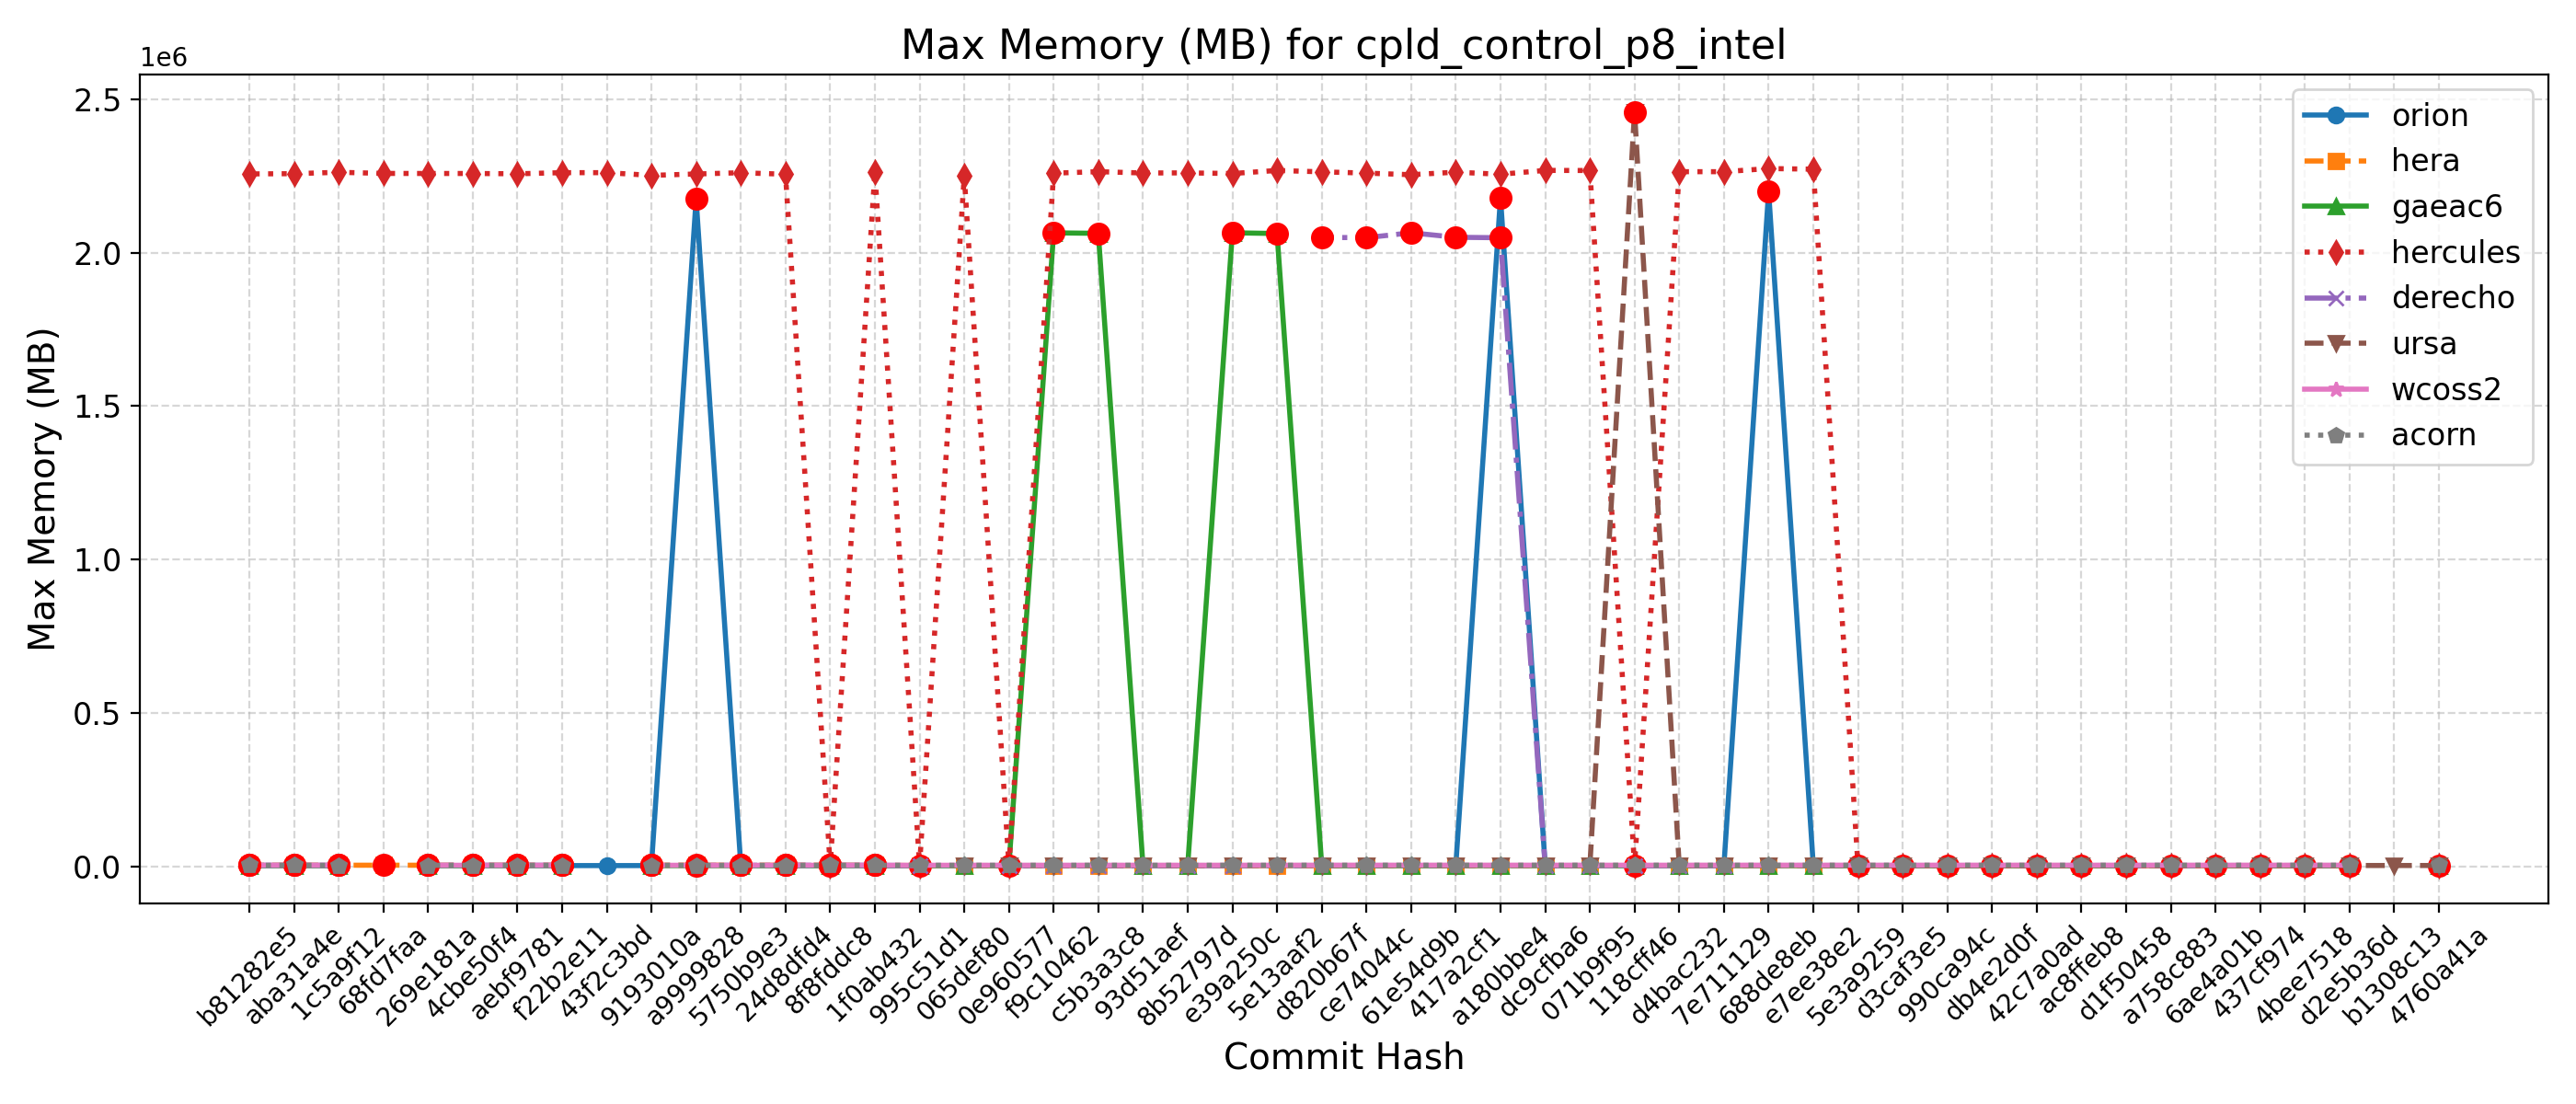 Max Memory (MB) for cpld_control_p8_intel
1e6
2.5
2.0
1.5
1.0
0.5
0.0
Max Memory (MB)
orion
hera
gaeac6
hercules
derecho
ursa
wcoss2
acorn
b81282e5
aba31a4e
1c5a9f12
68fd7faa
269e181a
4cbe50f4
aebf9781
f22b2e11
43f2c3bd
9193010a
a9999828
5750b9e3
24d8dfd4
8f8fddc8
1f0ab432
995c51d1
065def80
0e960577
f9c10462
c5b3a3c8
93d51aef
8b52797d
e39a250c
5e13aaf2
d820b67f
ce74044c
61e54d9b
417a2cf1
a180bbe4
dc9cfba6
071b9f95
118cff46
d4bac232
7e711129
688de8eb
e7ee38e2
5e3a9259
d3caf3e5
990ca94c
db4e2d0f
42c7a0ad
ac8ffeb8
d1f50458
a758c883
6ae4a01b
437cf974
4bee7518
d2e5b36d
b1308c13
4760a41a
Commit Hash